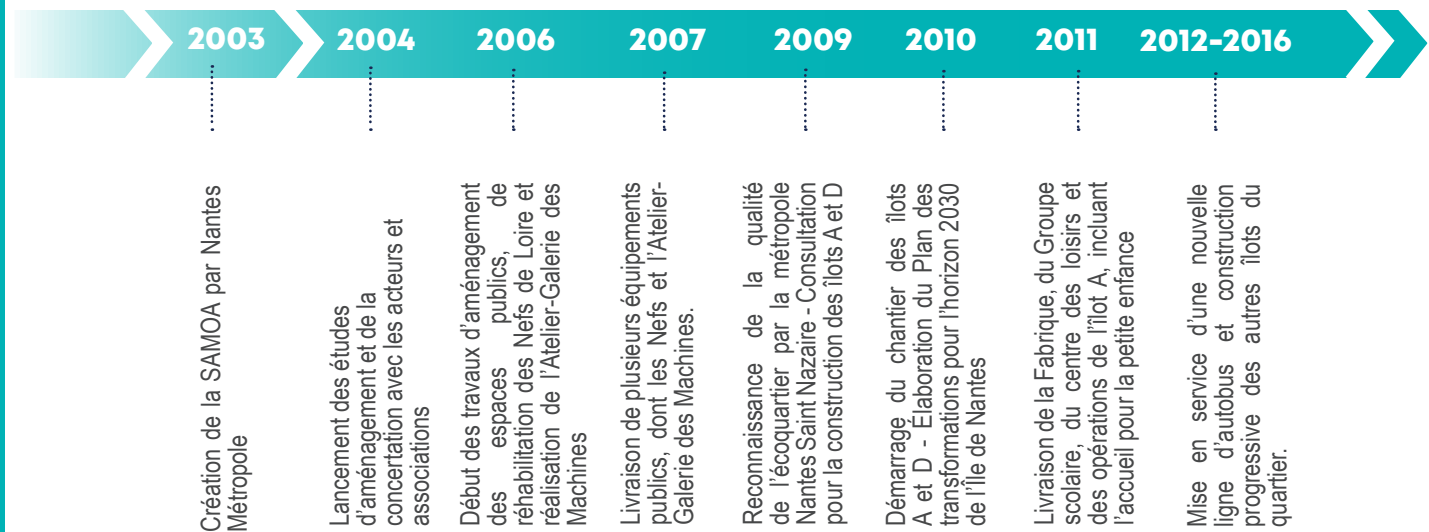 2003
2004
2006
2007
2009
2010
2011
2012-2016
Création de la SAMOA par Nantes
Métropole
Lancement des études
d'aménagement et de la
concertation avec les acteurs et
associations
Début des travaux d'aménagement
des espaces publics, de
réhabilitation des Nefs de Loire et
réalisation de l'Atelier-Galerie des
Machines
Livraison de plusieurs équipements
publics, dont les Nefs et l'Atelier-
Galerie des Machines.
Reconnaissance de la qualité
de l'écoquartier par la métropole
Nantes Saint Nazaire - Consultation
pour la construction des îlots A et D
Démarrage du chantier des îlots
A et D - Élaboration du Plan des
transformations pour l'horizon 2030
de l'Île de Nantes
Livraison de la Fabrique, du Groupe
scolaire, du centre des loisirs et
des opérations de l'îlot A, incluant
l'accueil pour la petite enfance
Mise en service d'une nouvelle
ligne d'autobus et construction
progressive des autres îlots du
quartier.